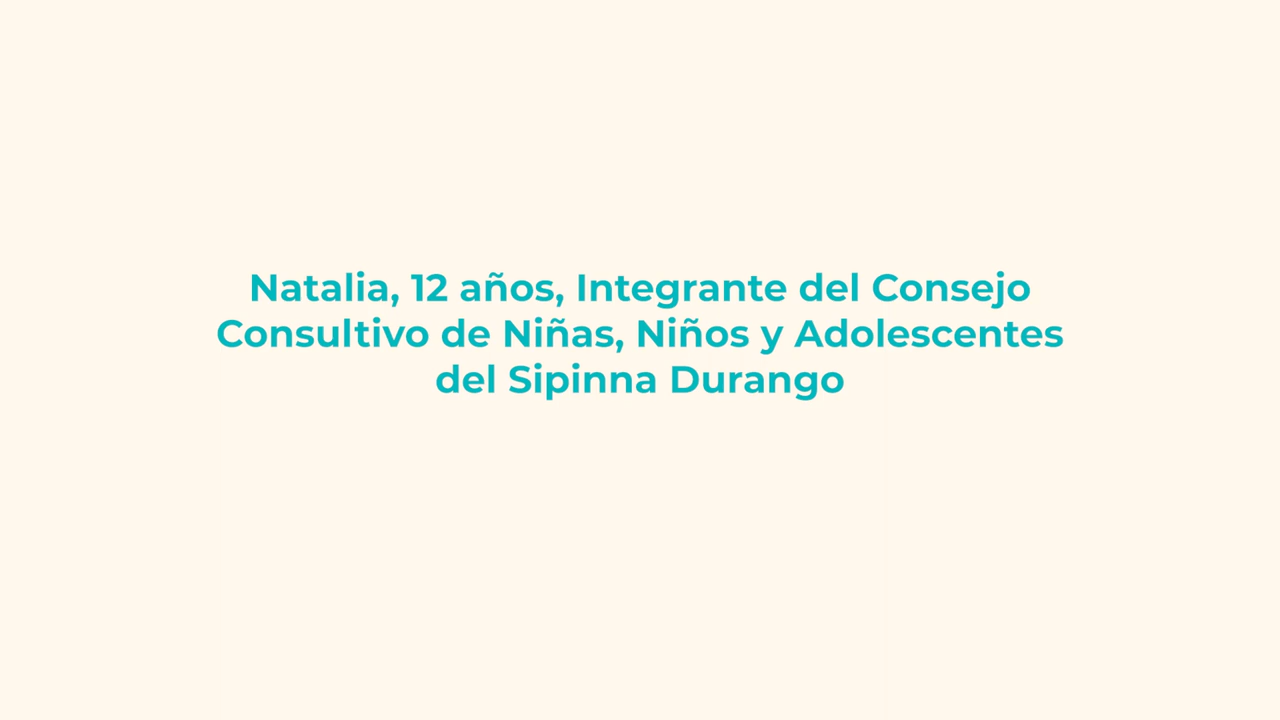 Natalia, 12 años, Integrante del Consejo
Consultivo de Niñas, Niños y Adolescentes
del Sipinna Durango